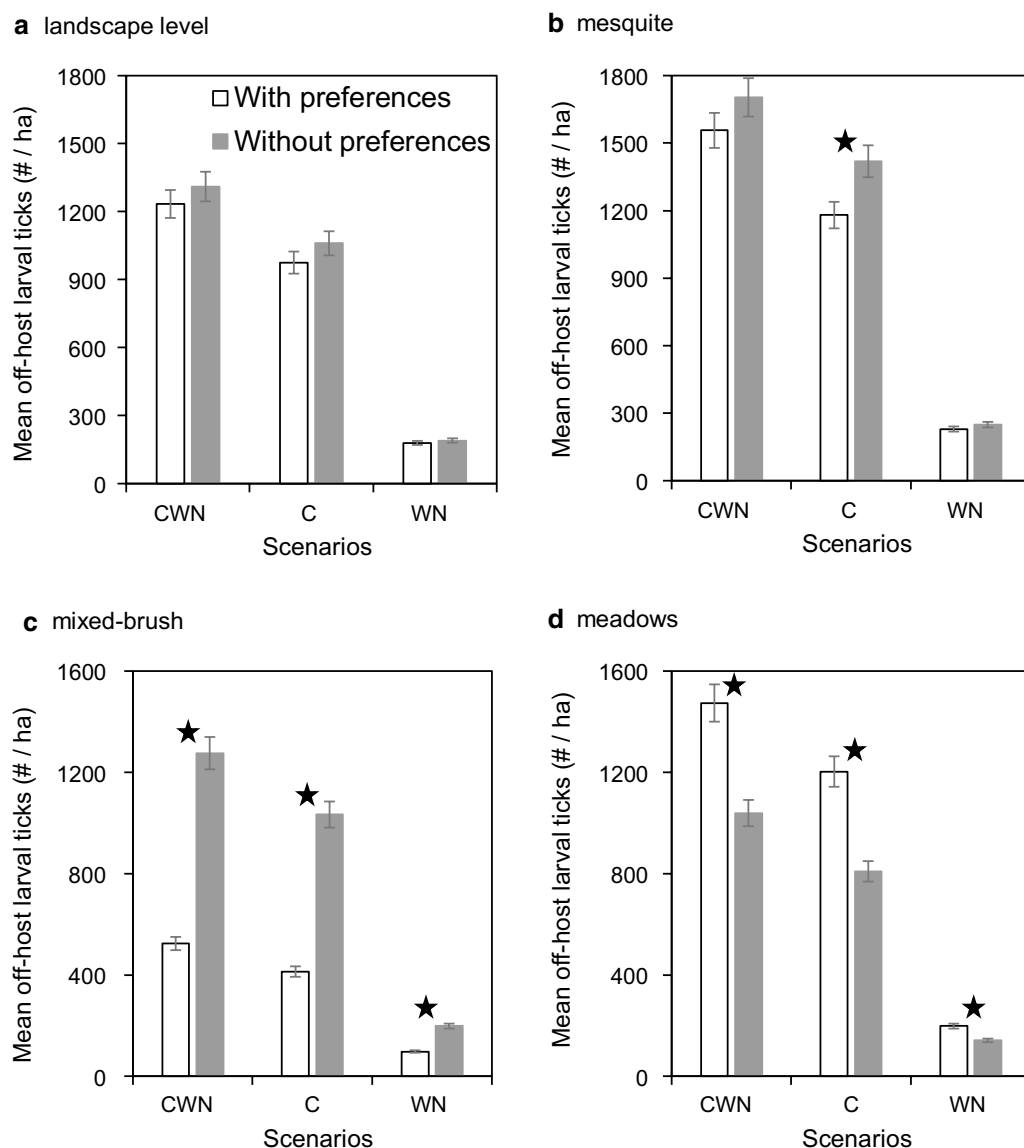 a landscape level
Mean off-host larval ticks (# / ha)
1800
1500
1200
900
600
300
0
With preferences
Without preferences
CWN C WN
Scenarios
b mesquite
Mean off-host larval ticks (# / ha)
1800
1500
1200
900
600
300
0
CWN C WN
Scenarios
c mixed-brush
Mean off-host larval ticks (# / ha)
1600
1200
800
400
0
CWN C WN
Scenarios
d meadows
Mean off-host larval ticks (# / ha)
1600
1200
800
400
0
CWN C WN
Scenarios